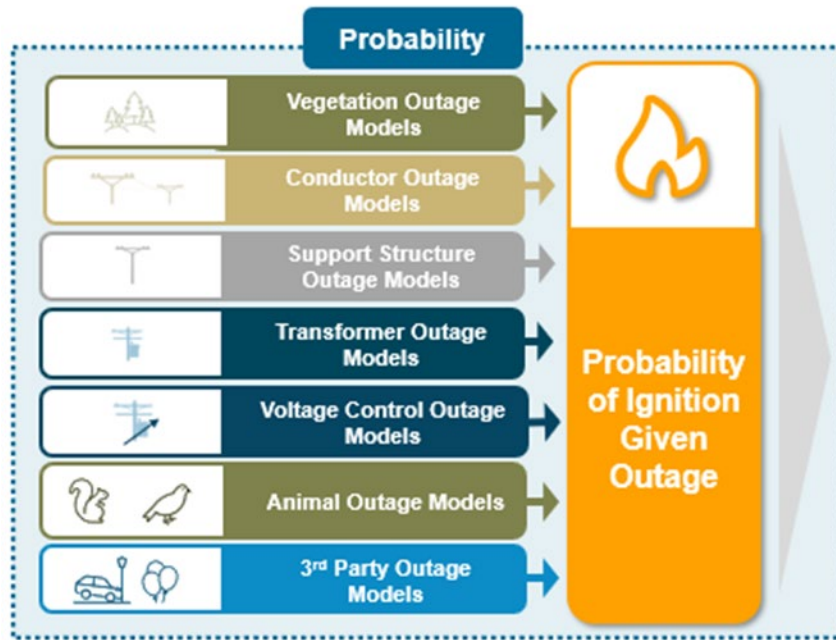 Probability
Vegetation Outage
Models
Conductor Outage
Models
Support Structure
Outage Models
Transformer Outage
Models
Voltage Control Outage
Models
Animal Outage Models
3rd Party Outage
Models
Probability
of Ignition
Given
Outage